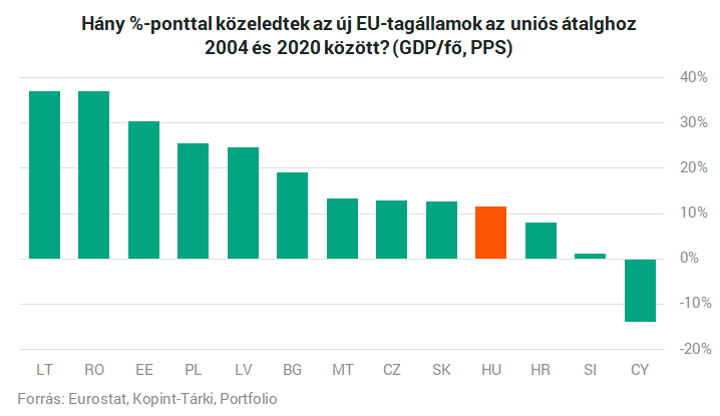 Hány %-ponttal közeledtek az új EU-tagállamok az uniós átalghoz
2004 és 2020 között? (GDP/fő, PPS)
40%
30%
20%
10%
0%
-10%
-20%
LT RO EE PL LV BG MT CZ SK HU HR SI CY
Forrás: Eurostat, Kopint-Tárki, Portfolio